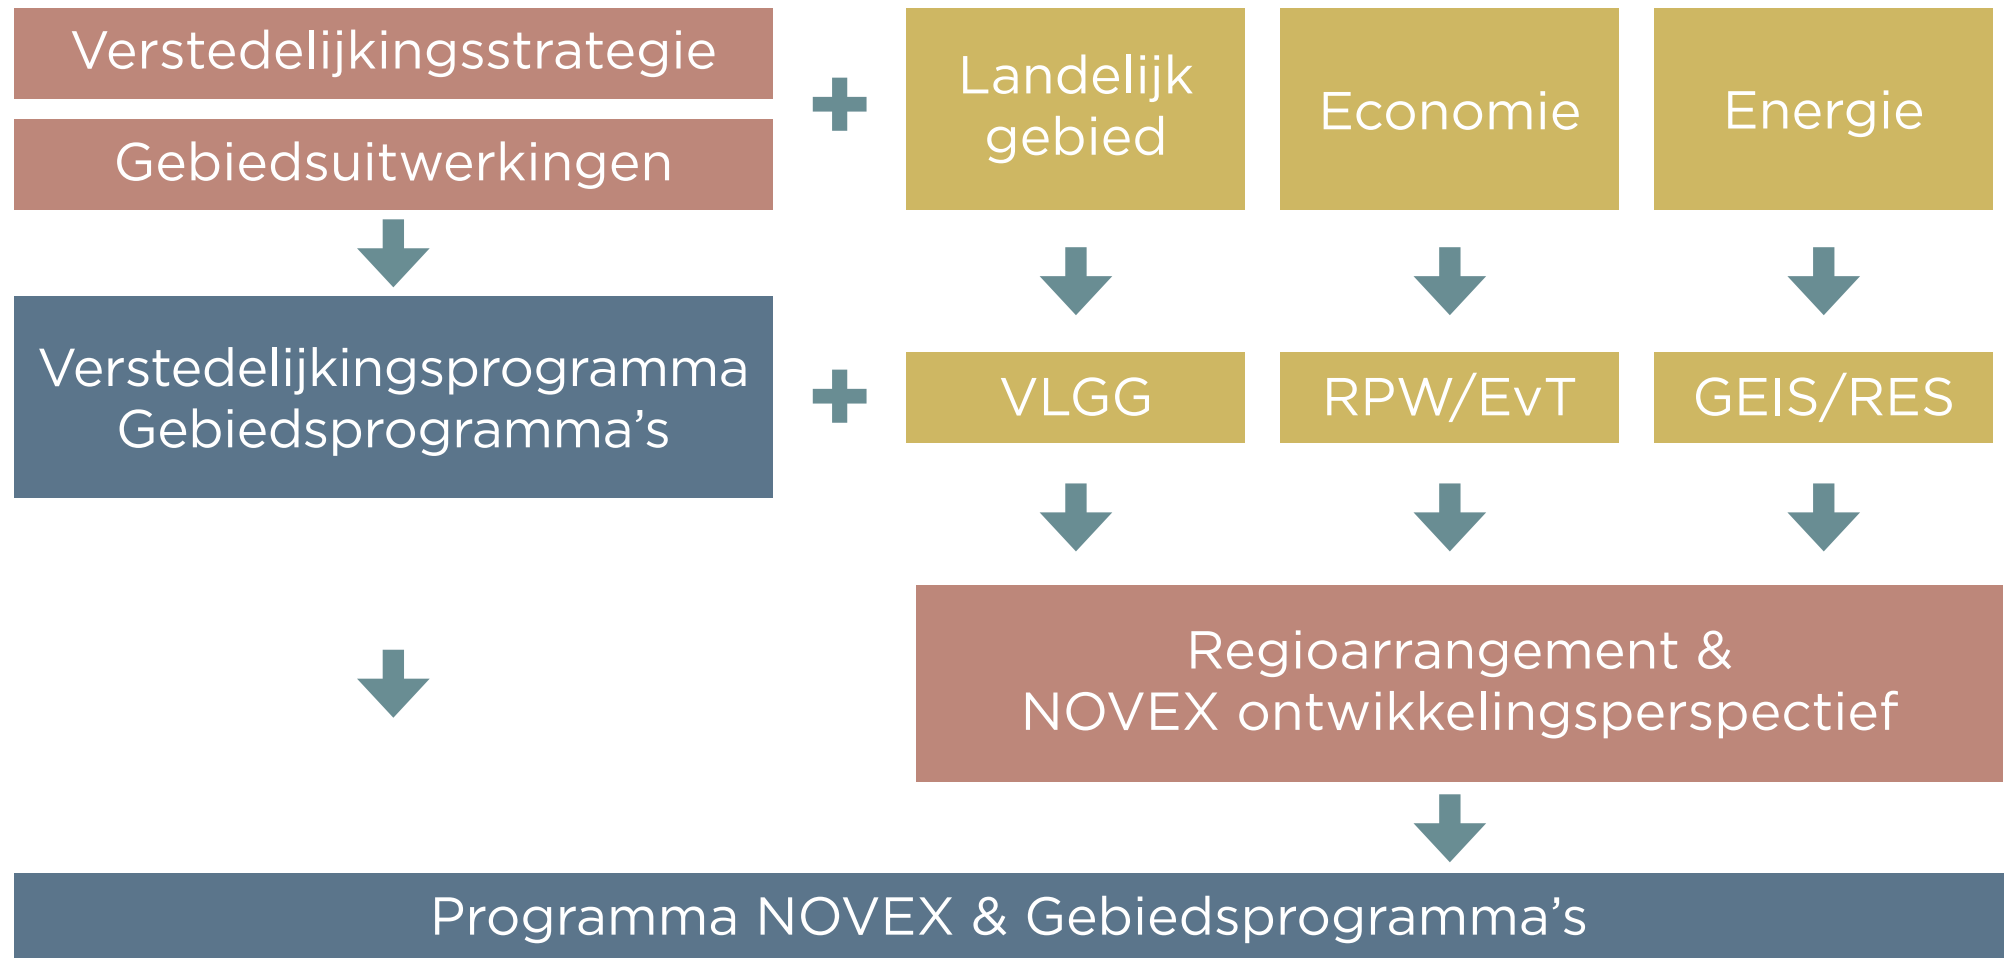 Verstedelijkingsstrategie
Gebiedsuitwerkingen
Landelijk
gebied
Economie
Energie
Verstedelijkingsprogramma
Gebiedsprogramma’s
VLGG
RPW/EvT
GEIS/RES
Regioarrangement &
NOVEX ontwikkelingsperspectief
Programma NOVEX & Gebiedsprogramma’s